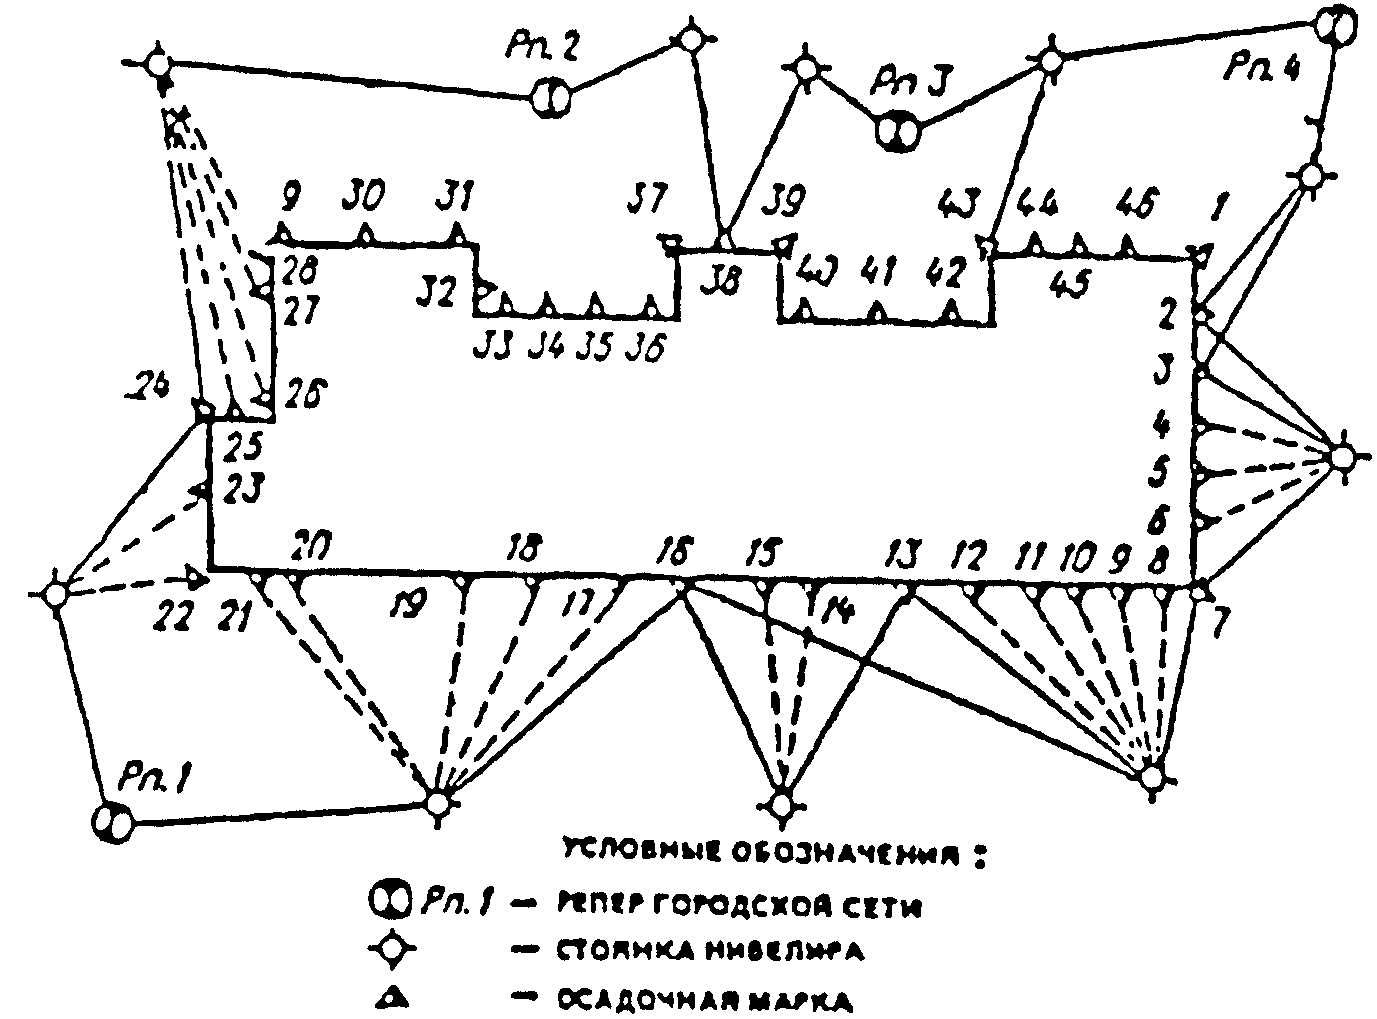 Рп. 2
Рп 3
Рп. 4
9 30 31 37 39 43 44 46 1
28 32 38 40 41 42 45
27 2
33 34 35 36
3
24 26
4
25
23 5
6
20 18 16 15 13 12 11 10 9 8
22 21 19 17 14 7
Рп. 1
УСЛОВНЫЕ ОБОЗНАЧЕНИЯ :
Рп. 1 – РЕПЕР ГОРОДСКОЙ СЕТИ
– СТОЯНКА НИВЕЛИРА
– ОСАДОЧНАЯ МАРКА